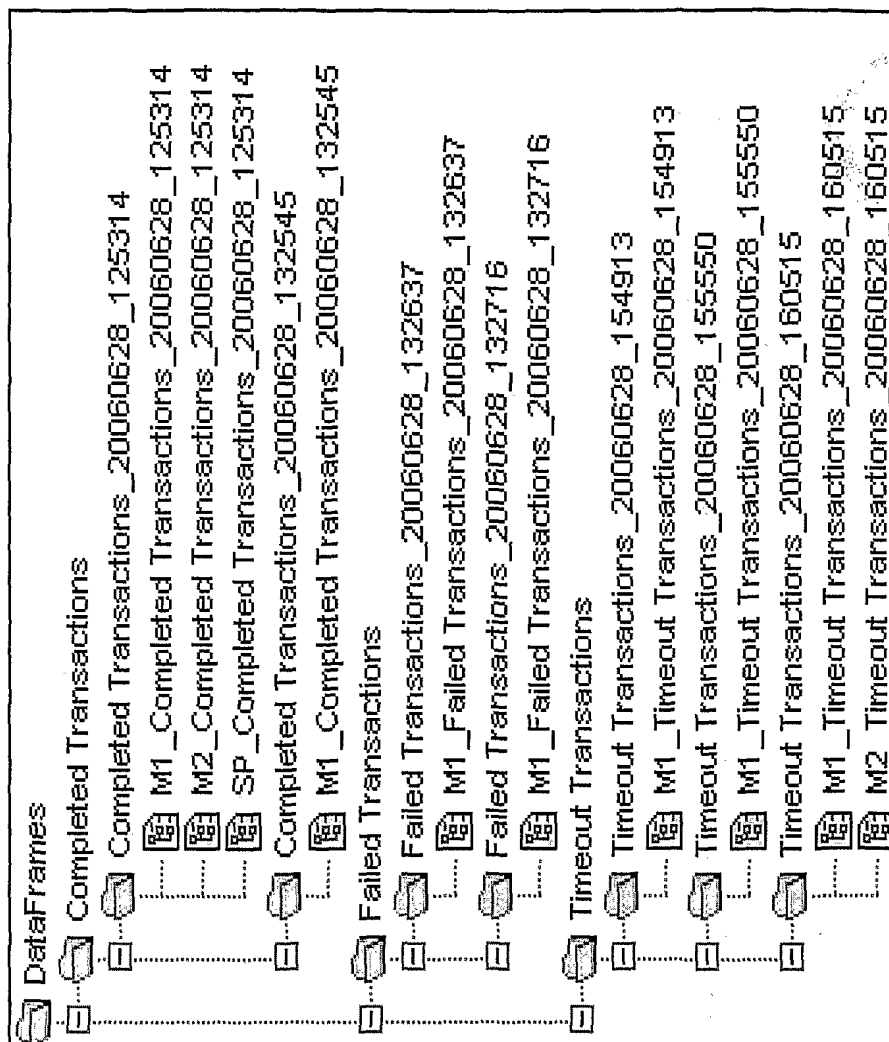 DataFrames
Completed Transactions
Completed Transactions_20060628_125314
M1_Completed Transactions_20060628_125314
M2_Completed Transactions_20060628_125314
SP_Completed Transactions_20060628_125314
Completed Transactions_20060628_132545
M1_Completed Transactions_20060628_132545
Failed Transactions
Failed Transactions_20060628_132637
M1_Failed Transactions_20060628_132637
Failed Transactions_20060628_132716
M1_Failed Transactions_20060628_132716
Timeout Transactions
Timeout Transactions_20060628_154913
M1_Timeout Transactions_20060628_154913
Timeout Transactions_20060628_155550
M1_Timeout Transactions_20060628_155550
Timeout Transactions_20060628_160515
M1_Timeout Transactions_20060628_160515
M2_Timeout Transactions_20060628_160515